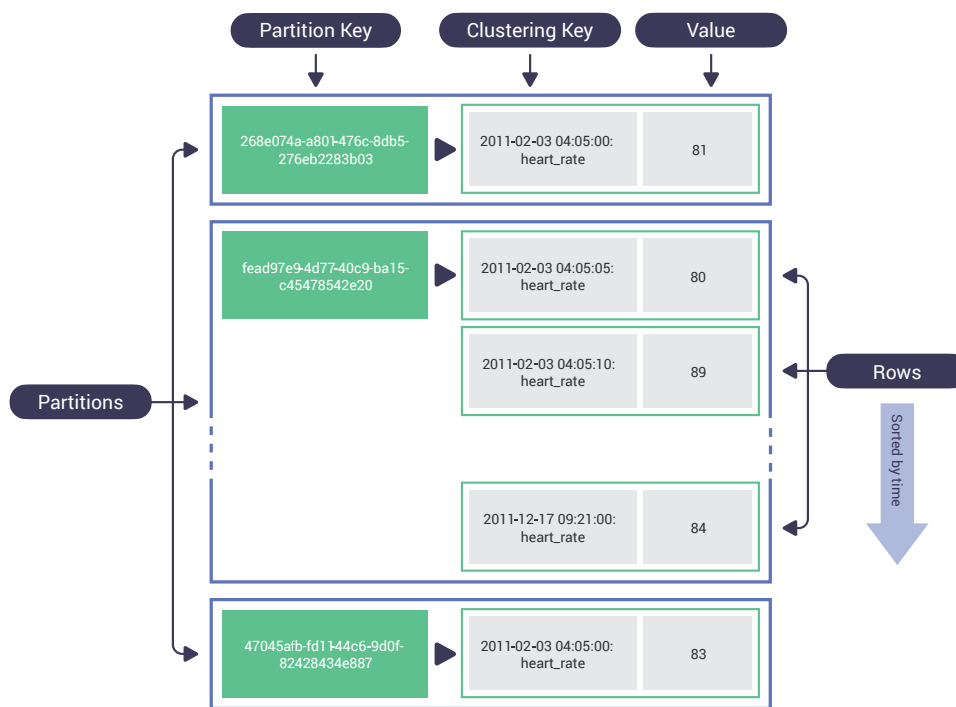 Partition Key
Clustering Key
Value
268e074a-a801-476c-8db5-
276eb2283b03
2011-02-03 04:05:00:
heart_rate
81
fead97e9-4d77-40c9-ba15-
c45478542e20
2011-02-03 04:05:05:
heart_rate
80
2011-02-03 04:05:10:
heart_rate
89
Partitions
Rows
Sorted by time
2011-12-17 09:21:00:
heart_rate
84
47045afb-fd11-44c6-9d0f-
82428434e887
2011-02-03 04:05:00:
heart_rate
83